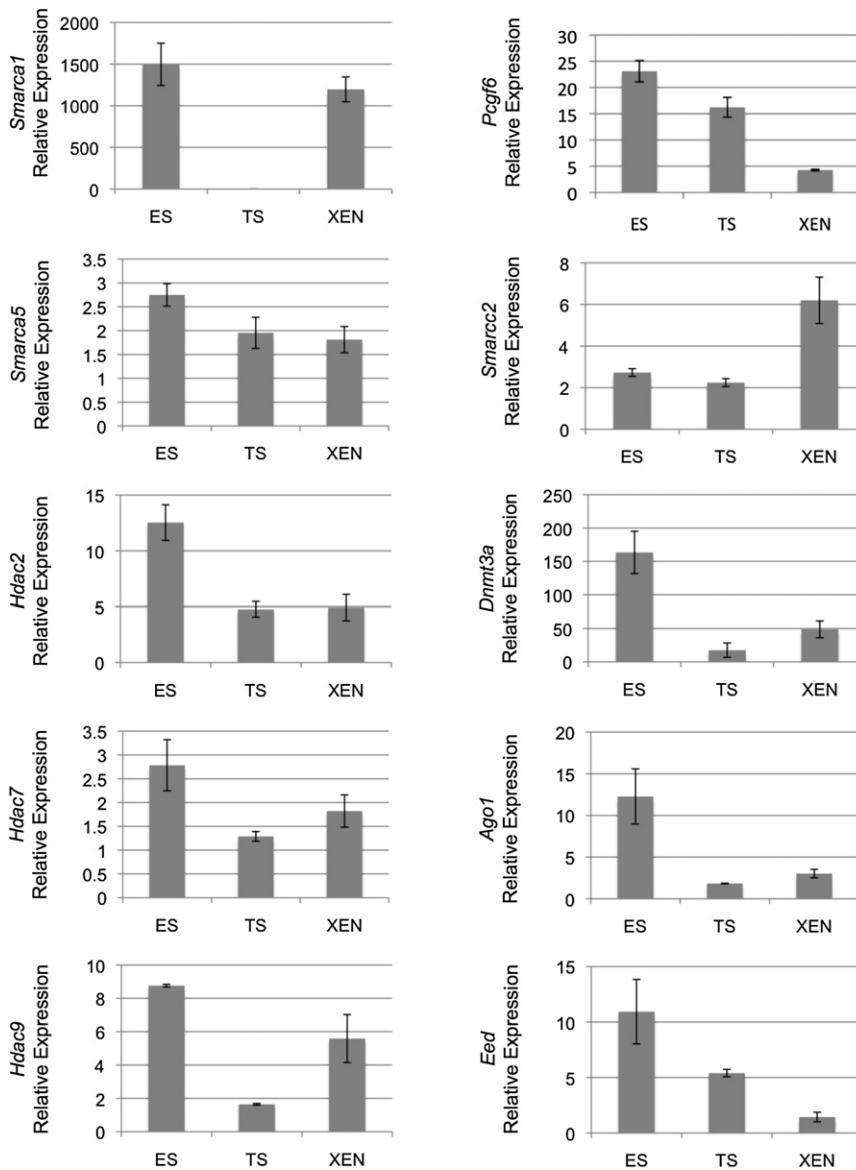 Smarca1
Relative Expression
2000
1500
1000
500
0
ES TS XEN
Pcgf6
Relative Expression
30
25
20
15
10
5
0
ES TS XEN
Smarca5
Relative Expression
3.5
3
2.5
2
1.5
1
0.5
0
ES TS XEN
Smarcc2
Relative Expression
8
6
4
2
0
ES TS XEN
Hdac2
Relative Expression
15
10
5
0
ES TS XEN
Dnmt3a
Relative Expression
250
200
150
100
50
0
ES TS XEN
Hdac7
Relative Expression
3.5
3
2.5
2
1.5
1
0.5
0
ES TS XEN
Ago1
Relative Expression
20
15
10
5
0
ES TS XEN
Hdac9
Relative Expression
10
8
6
4
2
0
ES TS XEN
Eed
Relative Expression
15
10
5
0
ES TS XEN